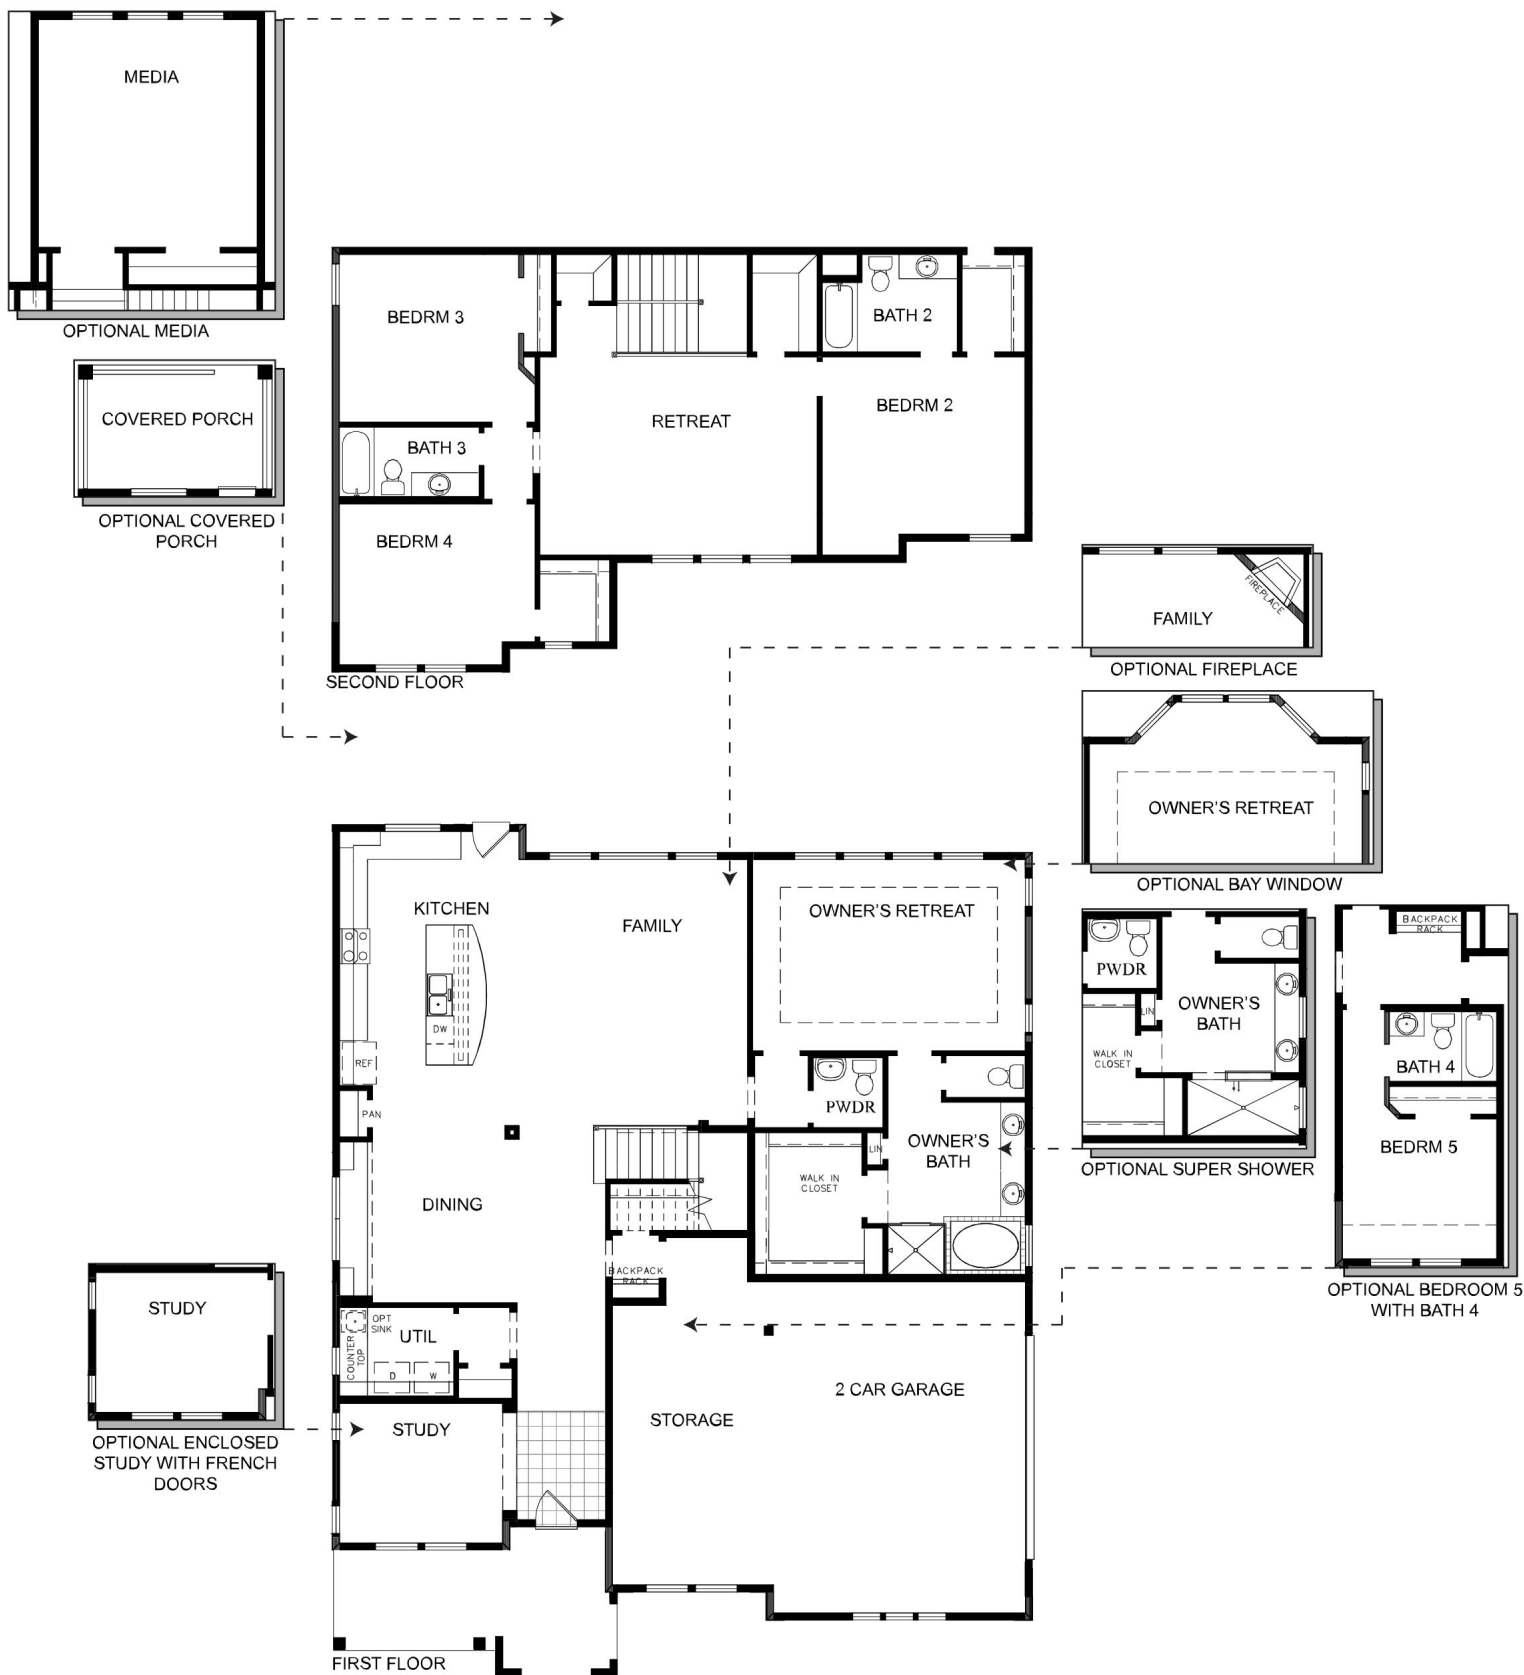 MEDIA
OPTIONAL MEDIA
COVERED PORCH
OPTIONAL COVERED
PORCH
BEDRM 3
BATH 2
BEDRM 2
RETREAT
BATH 3
BEDRM 4
SECOND FLOOR
FIREPLACE
FAMILY
OPTIONAL FIREPLACE
OWNER'S RETREAT
OPTIONAL BAY WINDOW
KITCHEN
FAMILY
OWNER'S RETREAT
DW
REF
PAN
PWDR
OWNER'S
BATH
LIN
WALK IN
CLOSET
DINING
BACKPACK
RACK
PWDR
OWNER'S
BATH
LIN
WALK IN
CLOSET
OPTIONAL SUPER SHOWER
BACKPACK
RACK
BATH 4
BEDRM 5
OPTIONAL BEDROOM 5
WITH BATH 4
STUDY
OPTIONAL ENCLOSED
STUDY WITH FRENCH
DOORS
OPT
SINK
UTIL
COUNTER
TOP
D
W
STUDY
STORAGE
2 CAR GARAGE
FIRST FLOOR